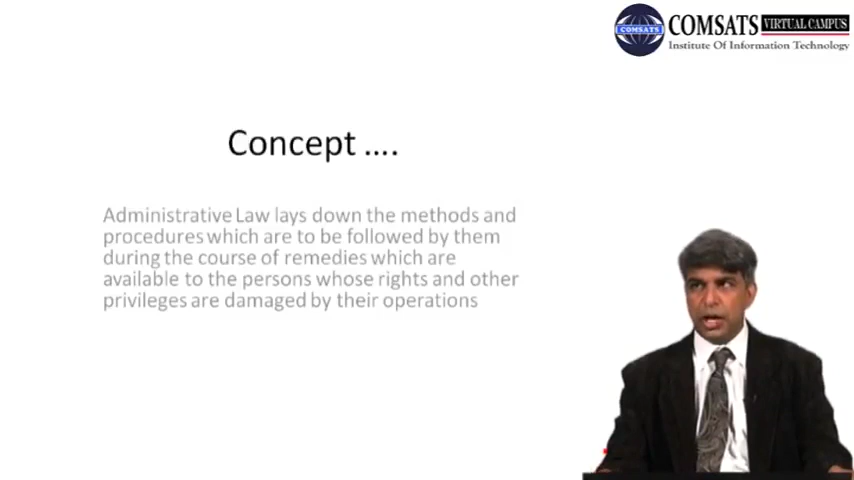 COMSATS VIRTUAL CAMPUS
Institute Of Information Technology
COMSATS
Concept ....
Administrative Law lays down the methods and
procedures which are to be followed by them
during the course of remedies which are
available to the persons whose rights and other
privileges are damaged by their operations